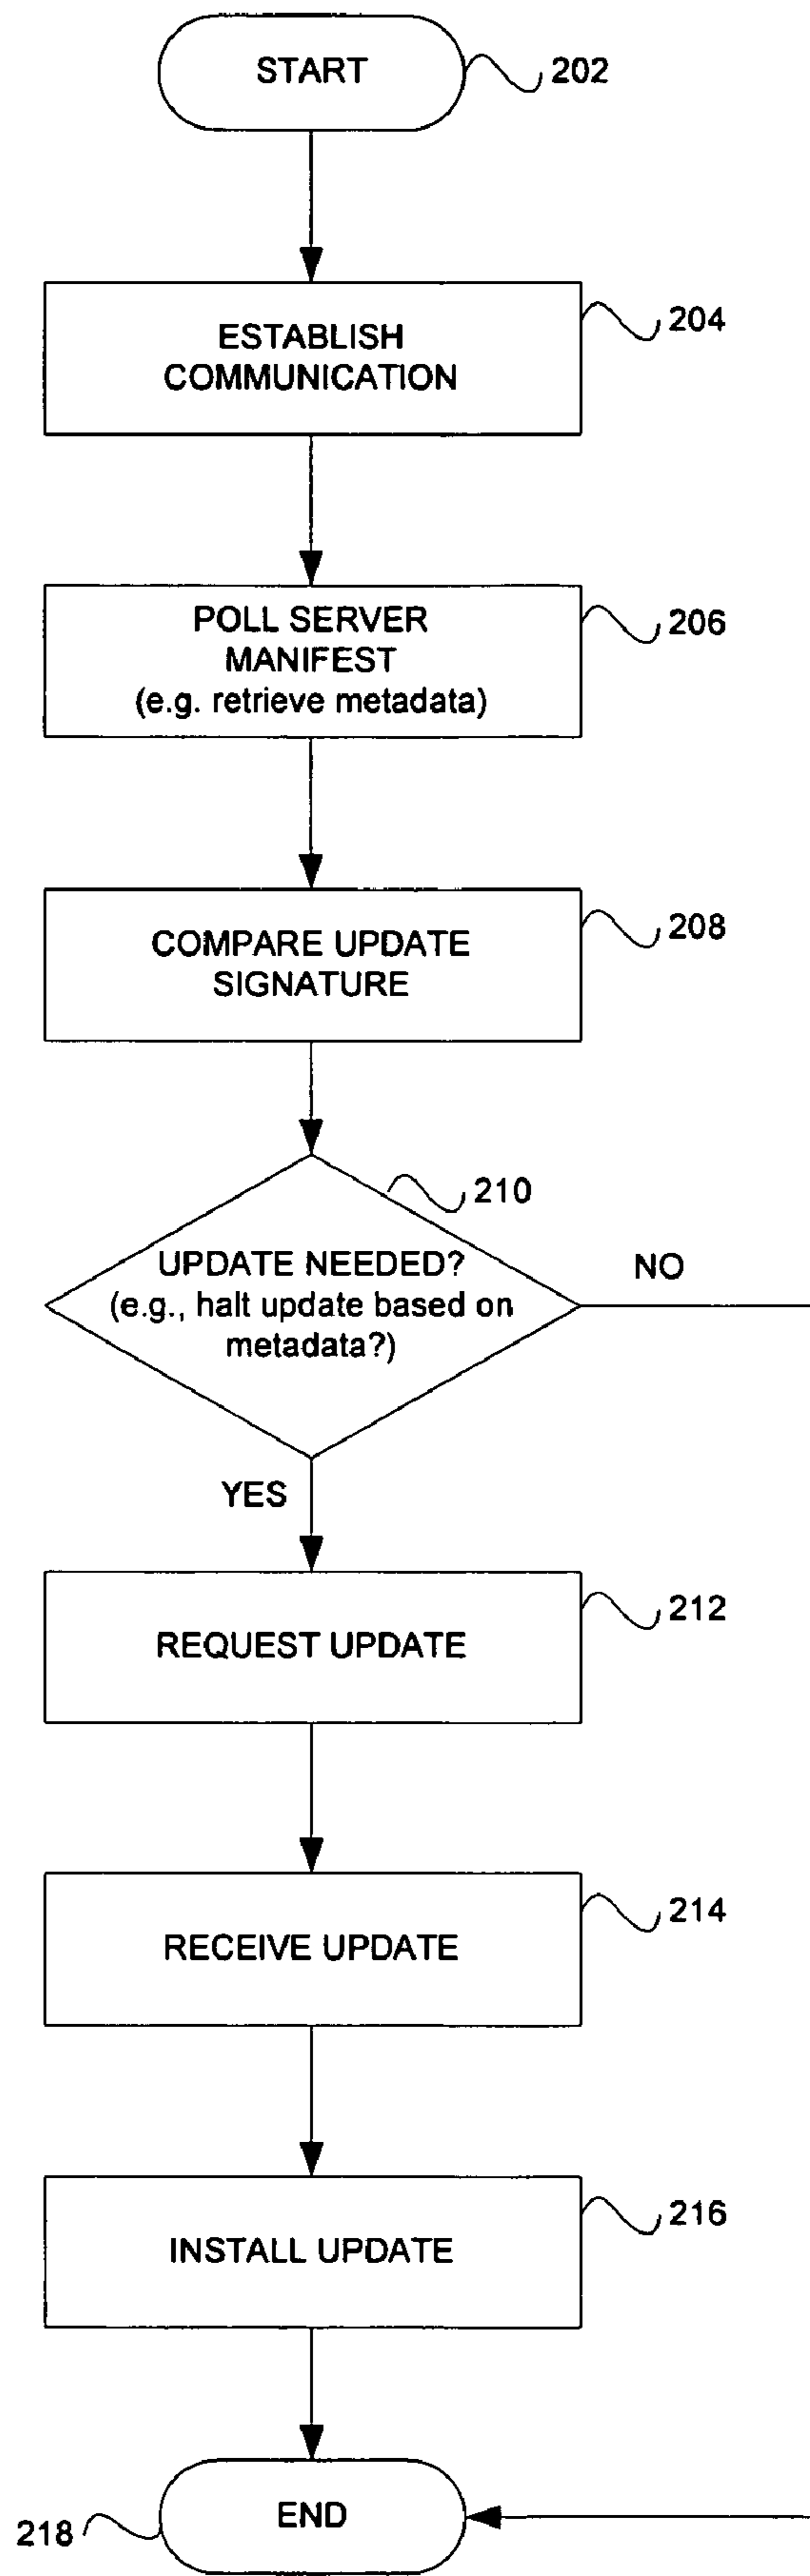 START
202
ESTABLISH
COMMUNICATION
204
POLL SERVER
MANIFEST
(e.g. retrieve metadata)
206
COMPARE UPDATE
SIGNATURE
208
210
UPDATE NEEDED?
(e.g., halt update based on
metadata?)
NO
YES
REQUEST UPDATE
212
RECEIVE UPDATE
214
INSTALL UPDATE
216
END
218